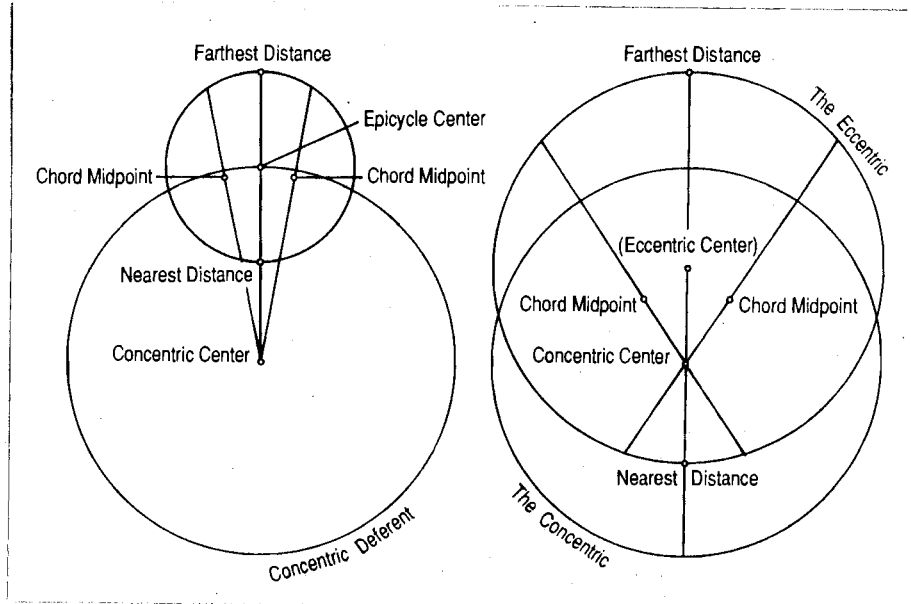 Farthest Distance
Epicycle Center
Chord Midpoint
Chord Midpoint
Nearest Distance
Concentric Center
Concentric Deferent
Farthest Distance
The Eccentric
(Eccentric Center)
Chord Midpoint
Chord Midpoint
Concentric Center
Nearest Distance
The Concentric